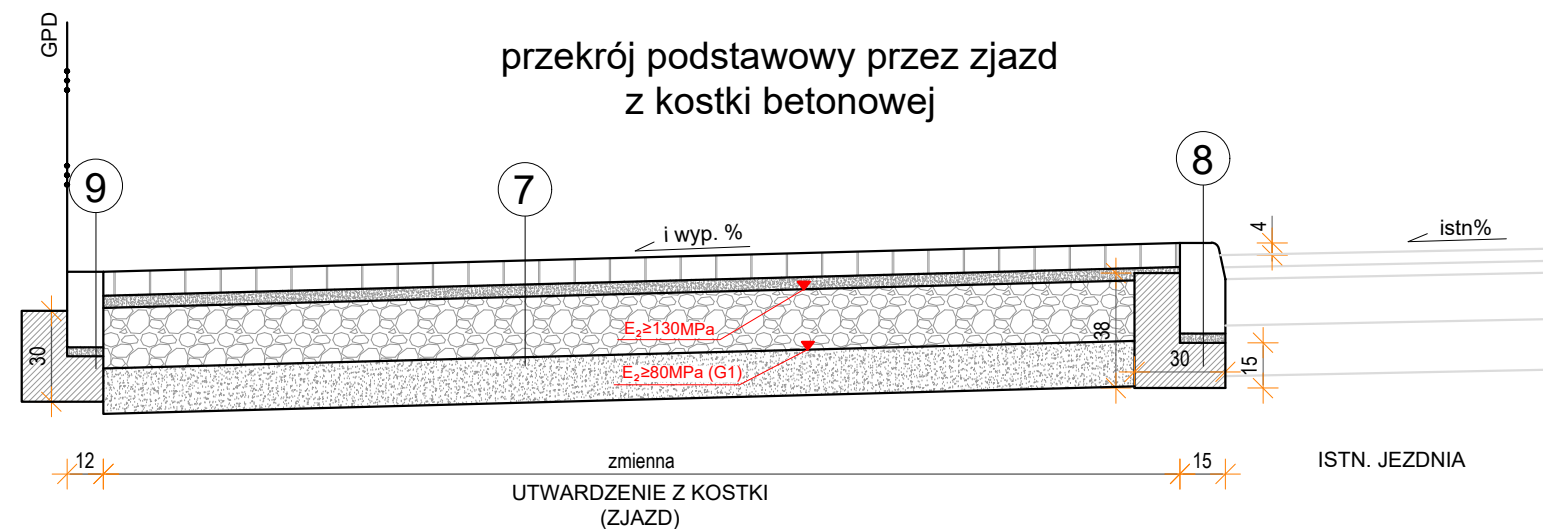 GPD
przekrój podstawowy przez zjazd
z kostki betonowej
9
7
8
i wyp. %
4
istn%
E₂≥130MPa
E₂≥80MPa (G1)
30
38
30
15
12
zmienna
15
ISTN. JEZDNIA
UTWARDZENIE Z KOSTKI
(ZJAZD)